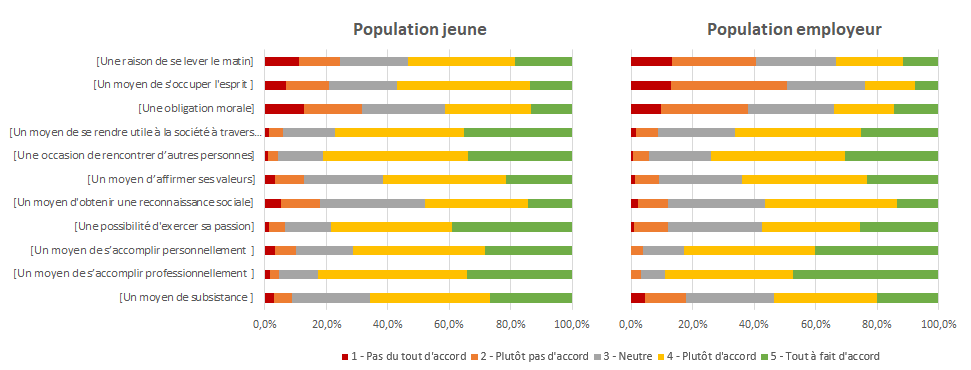 Population jeune
Population employeur
[Une raison de se lever le matin]
[Un moyen de s'occuper l'esprit ]
[Une obligation morale]
[Un moyen de se rendre utile à la société à travers...
[Une occasion de rencontrer d’autres personnes]
[Un moyen d’affirmer ses valeurs]
[Un moyen d'obtenir une reconnaissance sociale]
[Une possibilité d'exercer sa passion]
[Un moyen de s’accomplir personnellement ]
[Un moyen de s’accomplir professionnellement ]
[Un moyen de subsistance ]
0,0% 20,0% 40,0% 60,0% 80,0% 100,0%
0,0% 20,0% 40,0% 60,0% 80,0% 100,0%
1 - Pas du tout d'accord 2 - Plutôt pas d'accord 3 - Neutre 4 - Plutôt d'accord 5 - Tout à fait d'accord